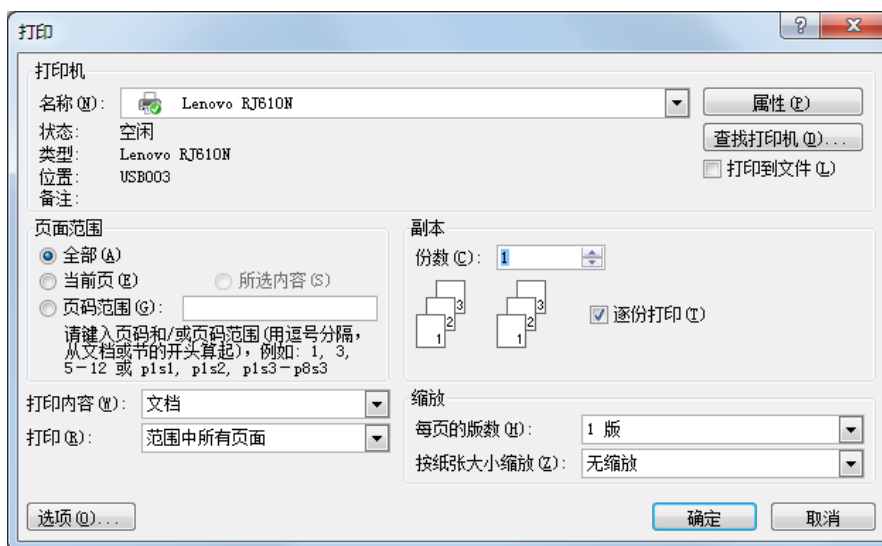 打印
打印机
名称(N): Lenovo RJ610N 属性(P)
状态: 空闲 查找打印机(D)...
类型: Lenovo RJ610N
位置: USB003 打印到文件(L)
备注:
页面范围
全部(A)
当前页(E) 所选内容(S)
页码范围(G):
请键入页码和/或页码范围(用逗号分隔，
从文档或节的开头算起)，例如: 1, 3,
5-12 或 p1s1, p1s2, p1s3-p8s3
副本
份数(C): 1
1 2 3 1 2 3 逐份打印(T)
打印内容(W): 文档
打印(R): 范围中所有页面
缩放
每页的版数(H): 1 版
按纸张大小缩放(Z): 无缩放
选项(O)... 确定 取消